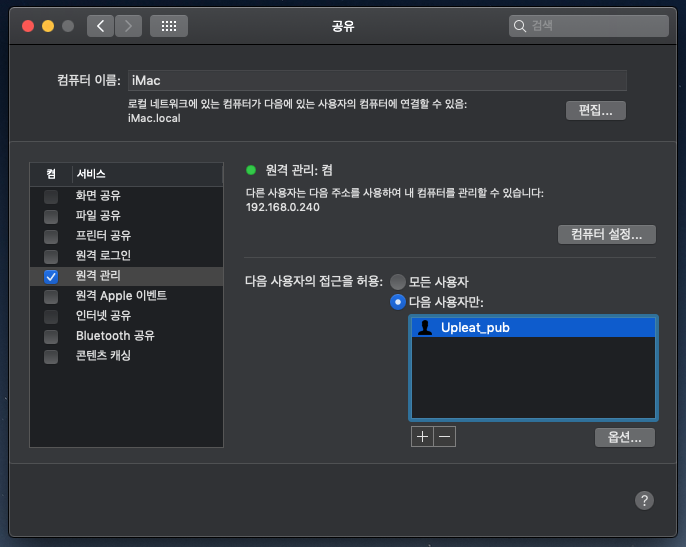 공유
검색
컴퓨터 이름: iMac
로컬 네트워크에 있는 컴퓨터가 다음에 있는 사용자의 컴퓨터에 연결할 수 있음:
iMac.local
편집...
켬 서비스
화면 공유
파일 공유
프린터 공유
원격 로그인
원격 관리
원격 Apple 이벤트
인터넷 공유
Bluetooth 공유
콘텐츠 캐싱
원격 관리: 켬
다른 사용자는 다음 주소를 사용하여 내 컴퓨터를 관리할 수 있습니다:
192.168.0.240
컴퓨터 설정...
다음 사용자의 접근을 허용: 모든 사용자
다음 사용자만:
Upleat_pub
+ −
옵션...
?